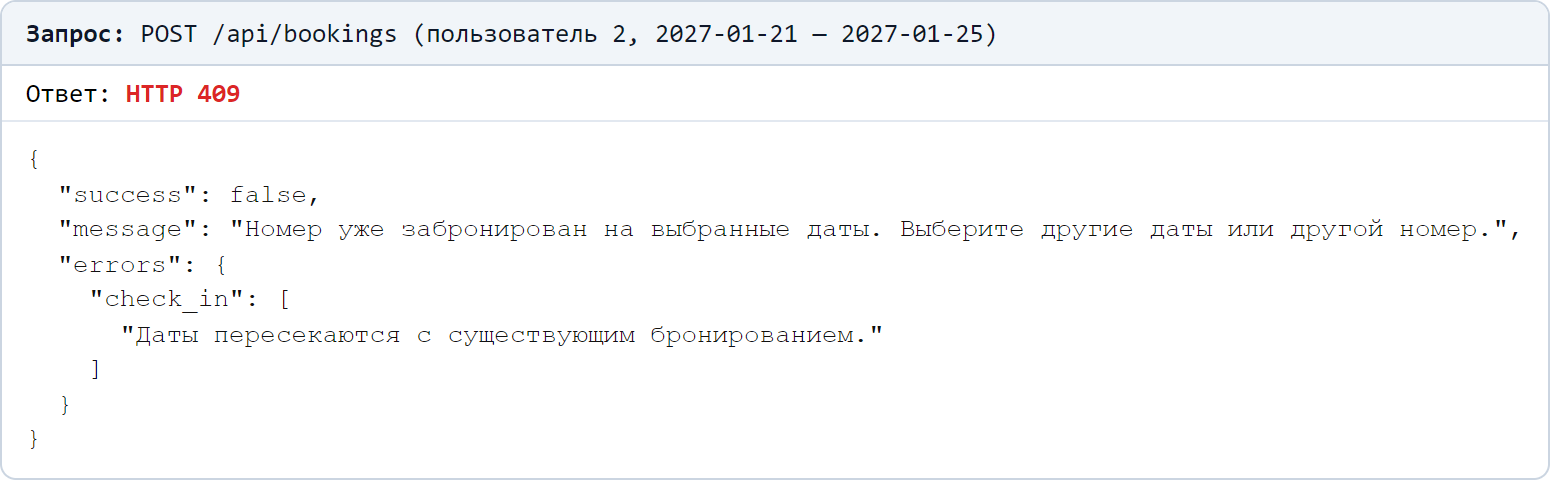 Запрос: POST /api/bookings (пользователь 2, 2027-01-21 — 2027-01-25)
Ответ: HTTP 409
{
  "success": false,
  "message": "Номер уже забронирован на выбранные даты. Выберите другие даты или другой номер.",
  "errors": {
    "check_in": [
      "Даты пересекаются с существующим бронированием."
    ]
  }
}